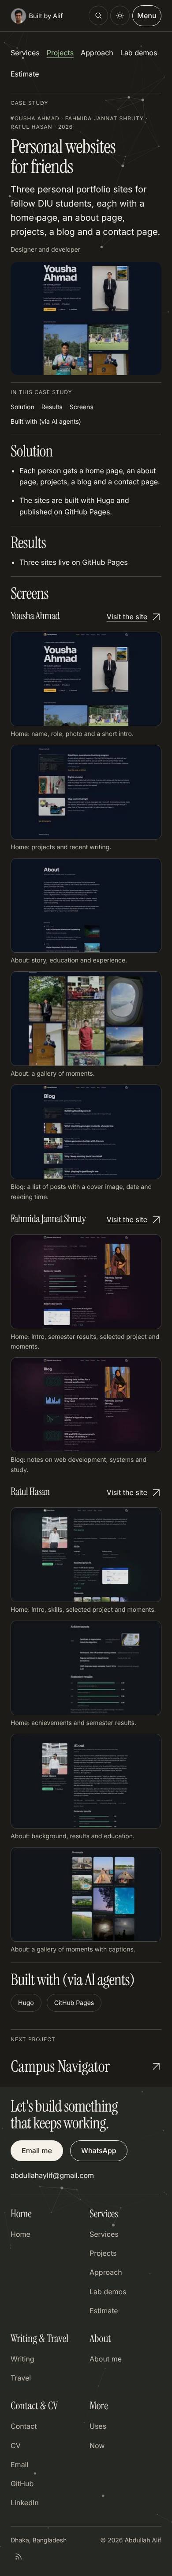 Built by Alif
Menu
Services Projects Approach Lab demos
Estimate
CASE STUDY
YOUSHA AHMAD · FAHMIDA JANNAT SHRUTY ·
RATUL HASAN · 2026
Personal websites
for friends
Three personal portfolio sites for
fellow DIU students, each with a
home page, an about page,
projects, a blog and a contact page.
Designer and developer
Yousha
Ahmad
IN THIS CASE STUDY
Solution Results Screens
Built with (via AI agents)
Solution
• Each person gets a home page, an about
page, projects, a blog and a contact page.
• The sites are built with Hugo and
published on GitHub Pages.
Results
• Three sites live on GitHub Pages
Screens
Yousha Ahmad
Visit the site
Yousha
Ahmad
Home: name, role, photo and a short intro.
Home: projects and recent writing.
About
About: story, education and experience.
About: a gallery of moments.
Blog
Blog: a list of posts with a cover image, date and
reading time.
Fahmida Jannat Shruty
Visit the site
Home: intro, semester results, selected project and
moments.
Blog
Blog: notes on web development, systems and
study.
Ratul Hasan
Visit the site
Home: intro, skills, selected project and moments.
Home: achievements and semester results.
About
About: background, results and education.
About: a gallery of moments with captions.
Built with (via AI agents)
Hugo
GitHub Pages
NEXT PROJECT
Campus Navigator
Let's build something
that keeps working.
Email me
WhatsApp
abdullahaylif@gmail.com
Home
Home
Services
Services
Projects
Approach
Lab demos
Estimate
Writing & Travel
Writing
Travel
About
About me
Contact & CV
Contact
CV
Email
GitHub
LinkedIn
More
Uses
Now
Dhaka, Bangladesh
© 2026 Abdullah Alif